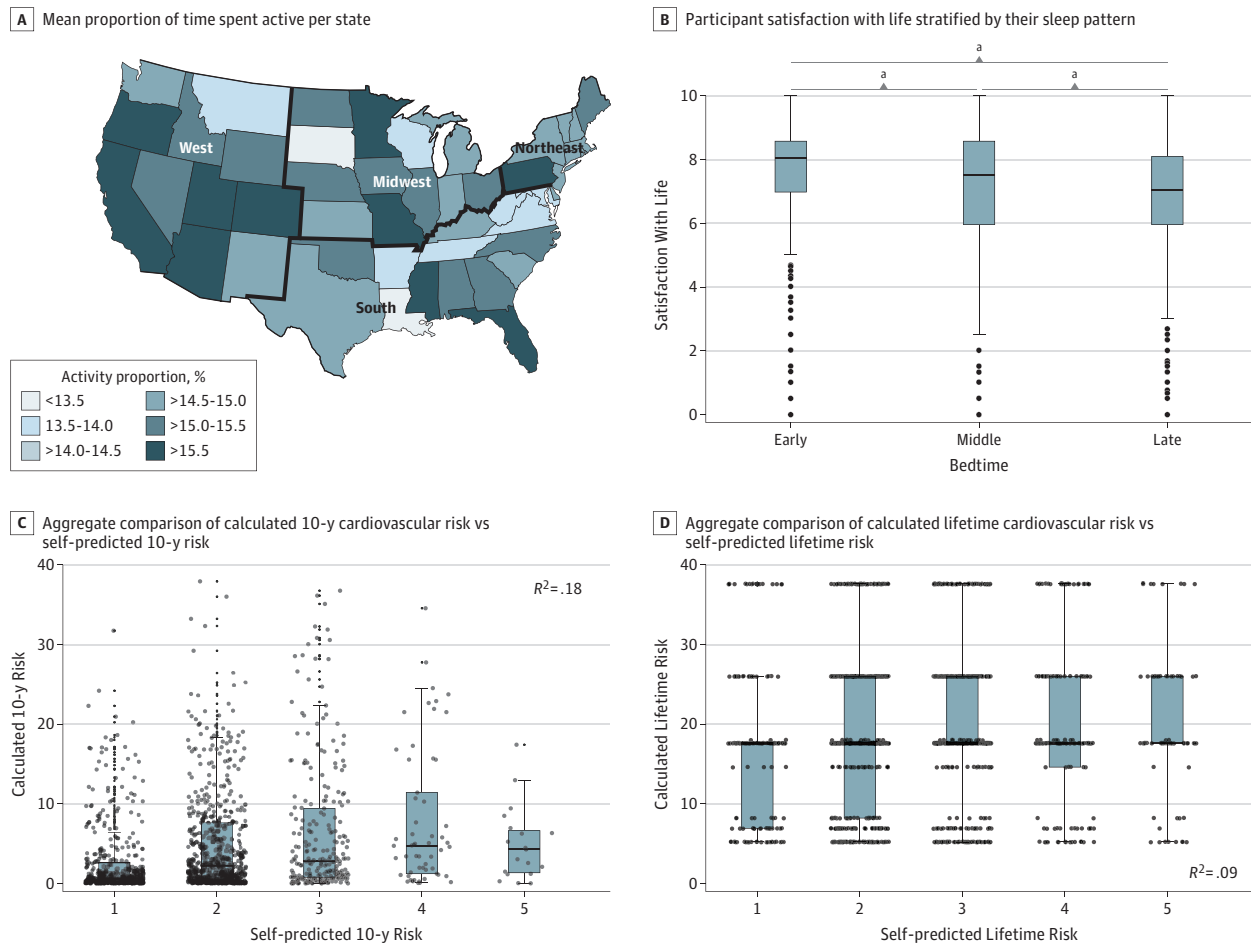 A Mean proportion of time spent active per state
West
Midwest
Northeast
South
Activity proportion, %
<13.5
13.5-14.0
>14.0-14.5
>14.5-15.0
>15.0-15.5
>15.5
B Participant satisfaction with life stratified by their sleep pattern
a
a a
Satisfaction With Life
10
8
6
4
2
0
Early Middle Late
Bedtime
C Aggregate comparison of calculated 10-y cardiovascular risk vs
self-predicted 10-y risk
R²=.18
Calculated 10-y Risk
40
30
20
10
0
1 2 3 4 5
Self-predicted 10-y Risk
D Aggregate comparison of calculated lifetime cardiovascular risk vs
self-predicted lifetime risk
Calculated Lifetime Risk
40
30
20
10
0
R²=.09
1 2 3 4 5
Self-predicted Lifetime Risk